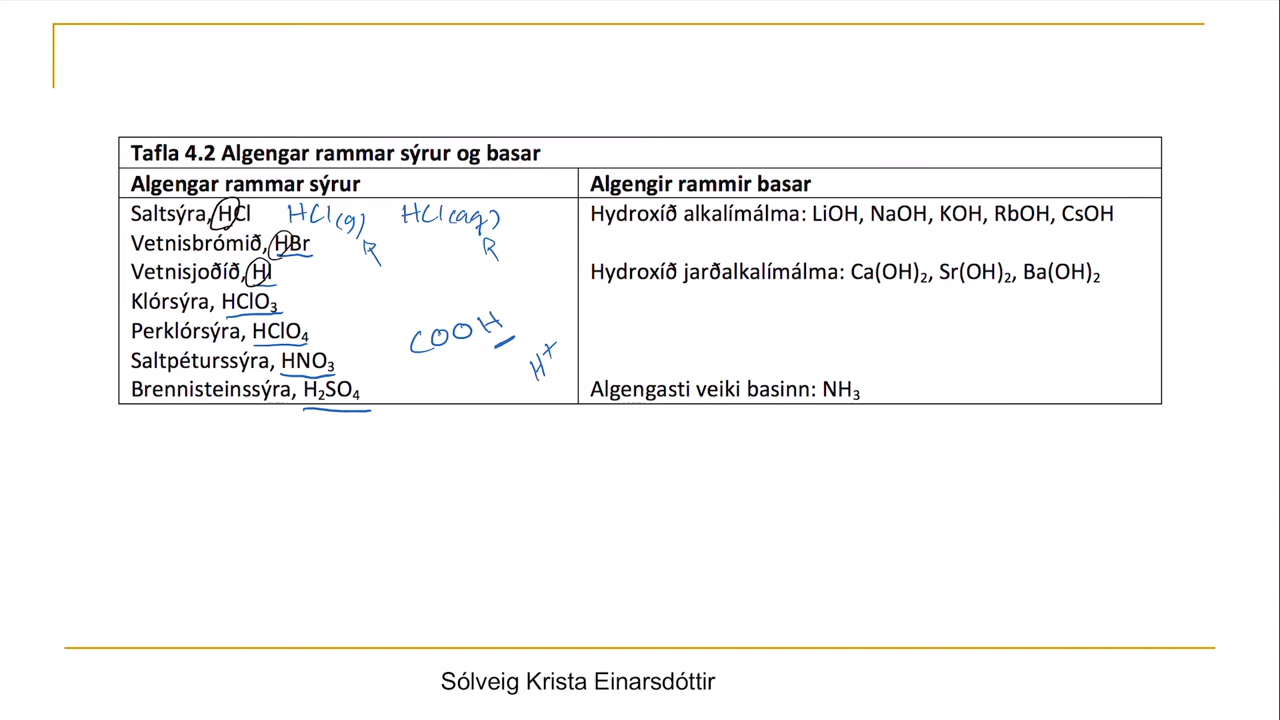 Tafla 4.2 Algengar rammar sýrur og basar
Algengar rammar sýrur
Algengir rammir basar
Saltsýra, HCl HCl(g) HCl(aq)
Hydroxíð alkalímálma: LiOH, NaOH, KOH, RbOH, CsOH
Vetnisbrómið, HBr
Vetnisjoðíð, HI
Hydroxíð jarðalkalímálma: Ca(OH)₂, Sr(OH)₂, Ba(OH)₂
Klórsýra, HClO₃
Perklórsýra, HClO₄
COOH
Saltpéturssýra, HNO₃
H⁺
Brennisteinssýra, H₂SO₄
Algengasti veiki basinn: NH₃
Sólveig Krista Einarsdóttir